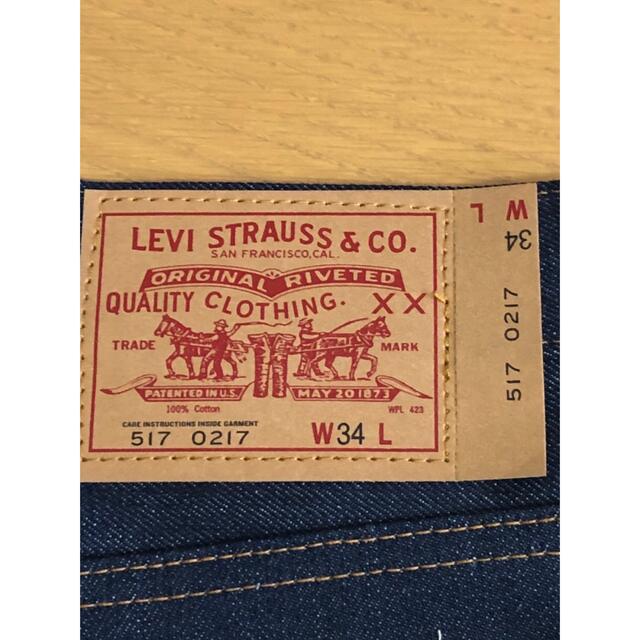 LEVI STRAUSS & CO.
SAN FRANCISCO, CAL.
ORIGINAL RIVETED
QUALITY CLOTHING. XX
TRADE MARK
PATENTED IN U.S. MAY 20 1873
100% Cotton WPL 423
CARE INSTRUCTIONS INSIDE GARMENT
517 0217 W34 L
W 34 L
517 0217